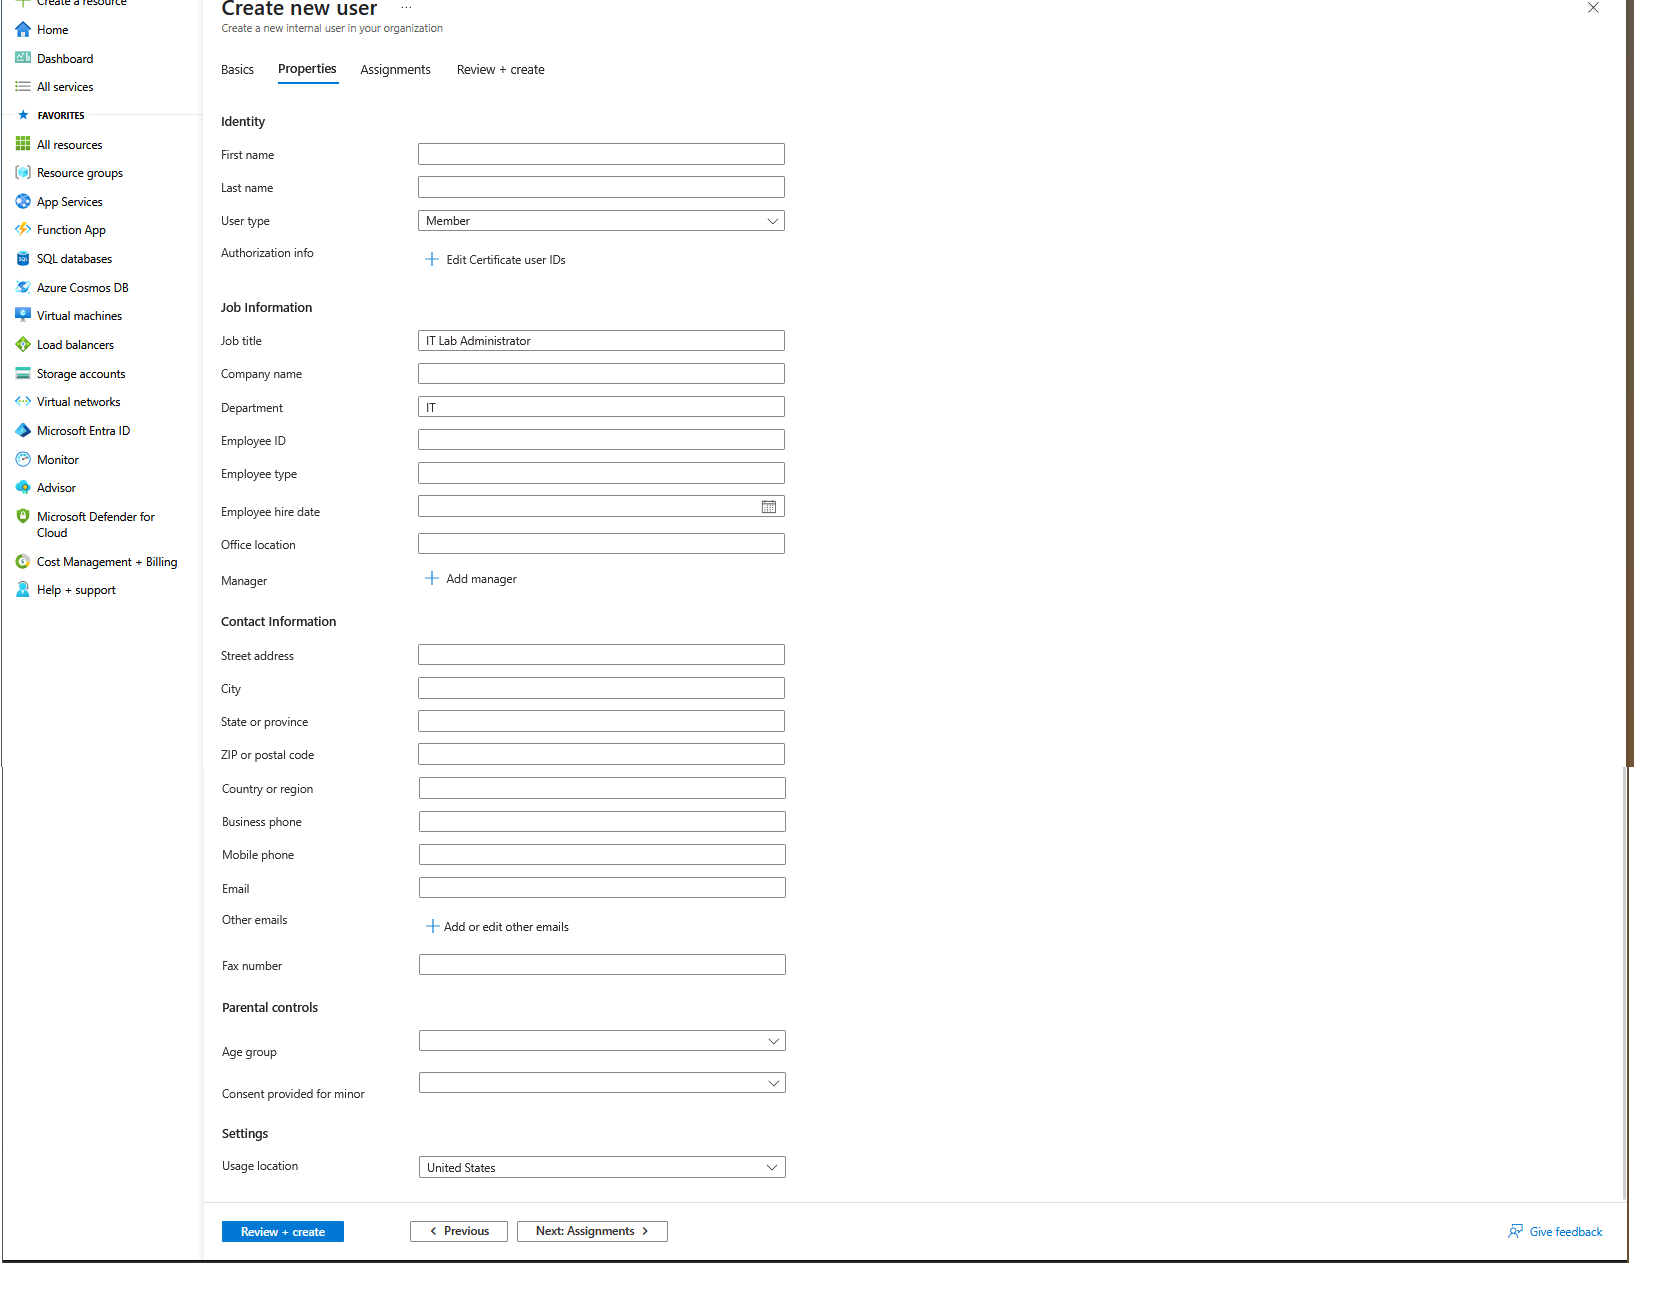 Create a resource
Home
Dashboard
All services
FAVORITES
All resources
Resource groups
App Services
Function App
SQL databases
Azure Cosmos DB
Virtual machines
Load balancers
Storage accounts
Virtual networks
Microsoft Entra ID
Monitor
Advisor
Microsoft Defender for
Cloud
Cost Management + Billing
Help + support
Create new user ...
Create a new internal user in your organization
Basics Properties Assignments Review + create
Identity
First name
Last name
User type Member
Authorization info
Edit Certificate user IDs
Job Information
Job title IT Lab Administrator
Company name
Department IT
Employee ID
Employee type
Employee hire date
Office location
Manager Add manager
Contact Information
Street address
City
State or province
ZIP or postal code
Country or region
Business phone
Mobile phone
Email
Other emails
Add or edit other emails
Fax number
Parental controls
Age group
Consent provided for minor
Settings
Usage location United States
Review + create < Previous Next: Assignments > Give feedback